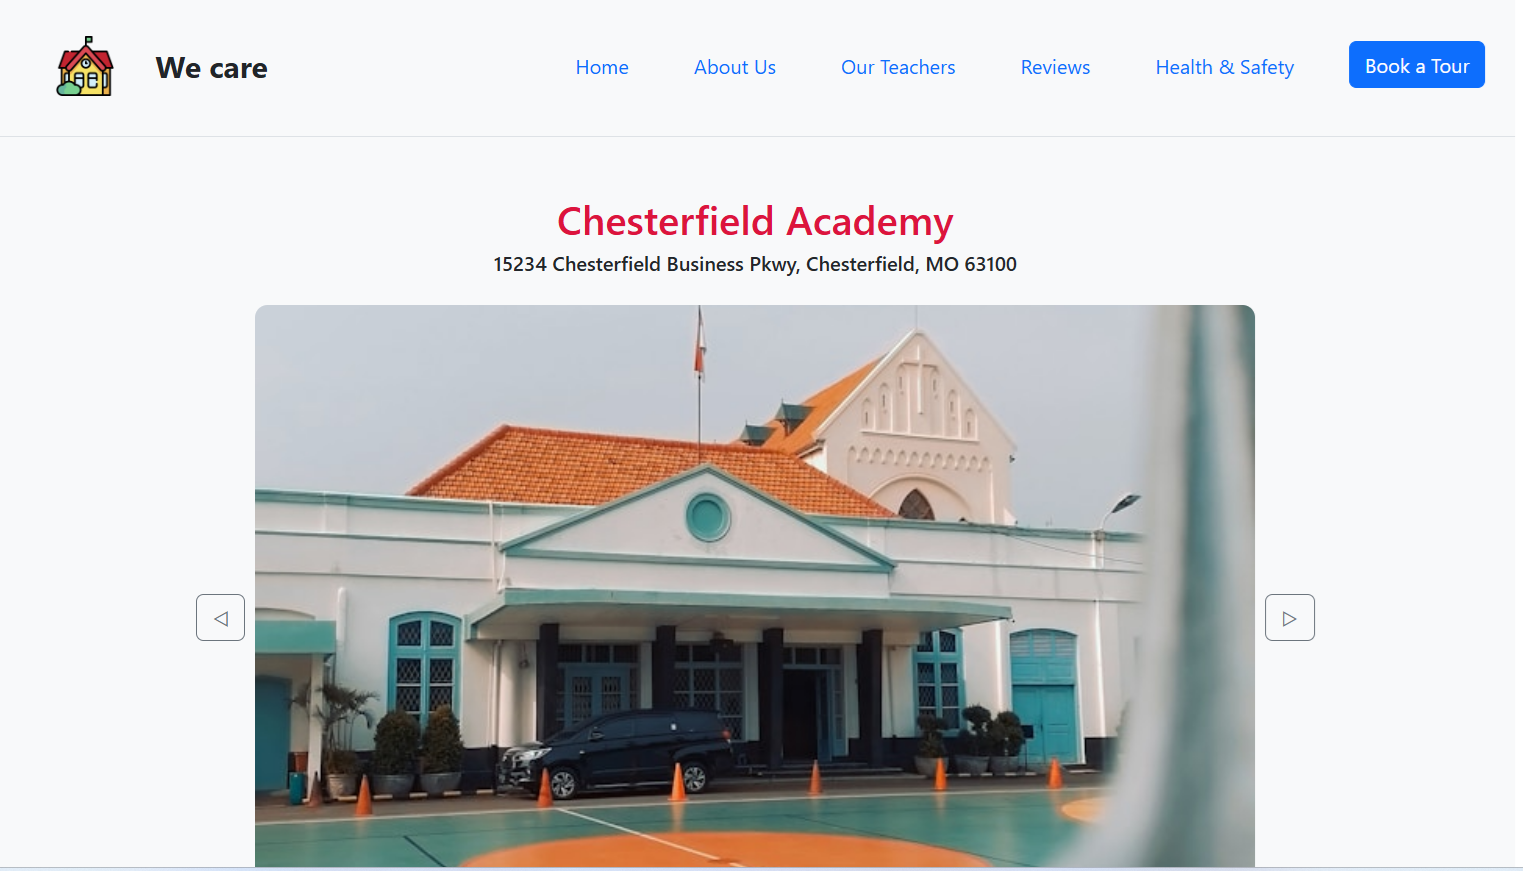 We care
Home
About Us
Our Teachers
Reviews
Health & Safety
Book a Tour
Chesterfield Academy
15234 Chesterfield Business Pkwy, Chesterfield, MO 63100